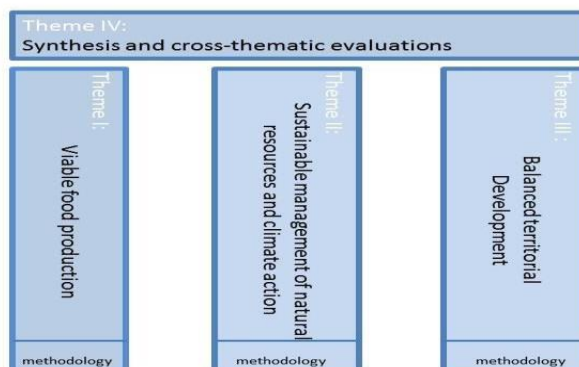 Theme IV:
Synthesis and cross-thematic evaluations
Theme I:
Viable food production
methodology
Theme II:
Sustainable management of natural
resources and climate action
methodology
Theme III :
Balanced territorial
Development
methodology